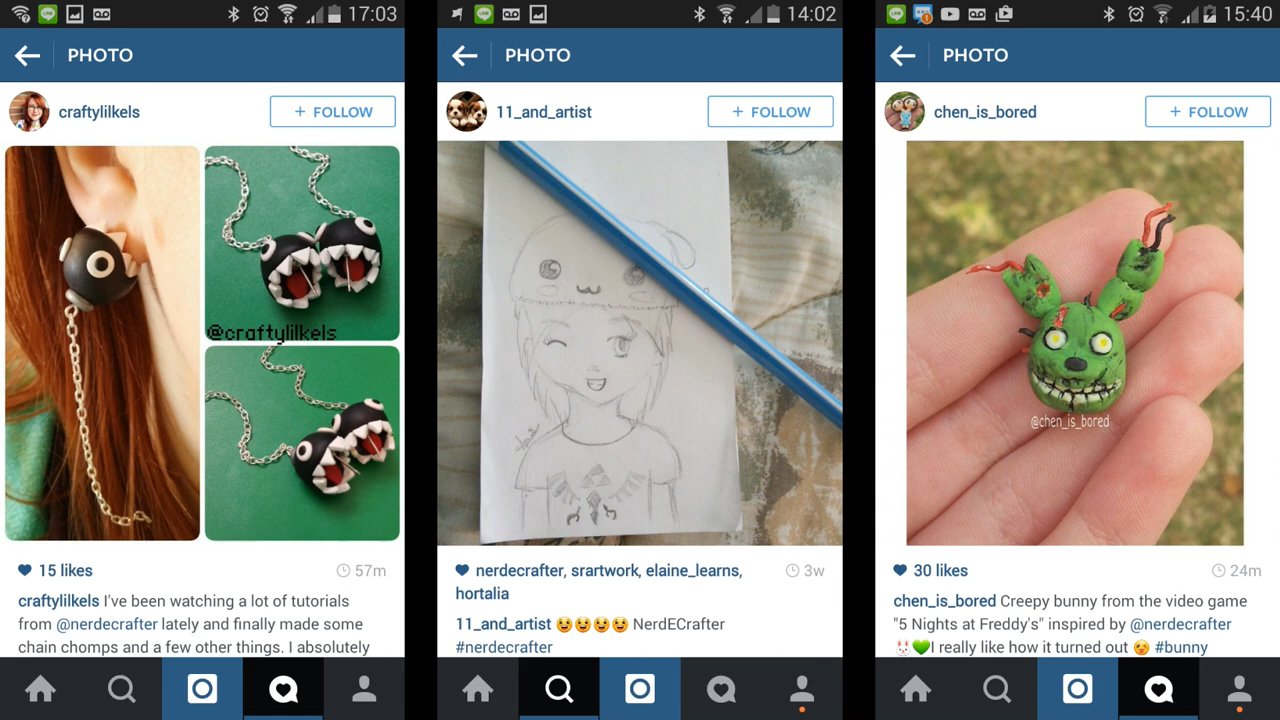 17:03
PHOTO
craftylilkels
+ FOLLOW
@craftylilkels
15 likes
57m
craftylilkels I've been watching a lot of tutorials
from @nerdecrafter lately and finally made some
chain chomps and a few other things. I absolutely
14:02
PHOTO
11_and_artist
+ FOLLOW
nerdecrafter, srartwork, elaine_learns,
hortalia
3w
11_and_artist 😉😉😉😉 NerdECrafter
#nerdecrafter
15:40
PHOTO
chen_is_bored
+ FOLLOW
@chen_is_bored
30 likes
24m
chen_is_bored Creepy bunny from the video game
"5 Nights at Freddy's" inspired by @nerdecrafter
🐰💚I really like how it turned out 😚 #bunny